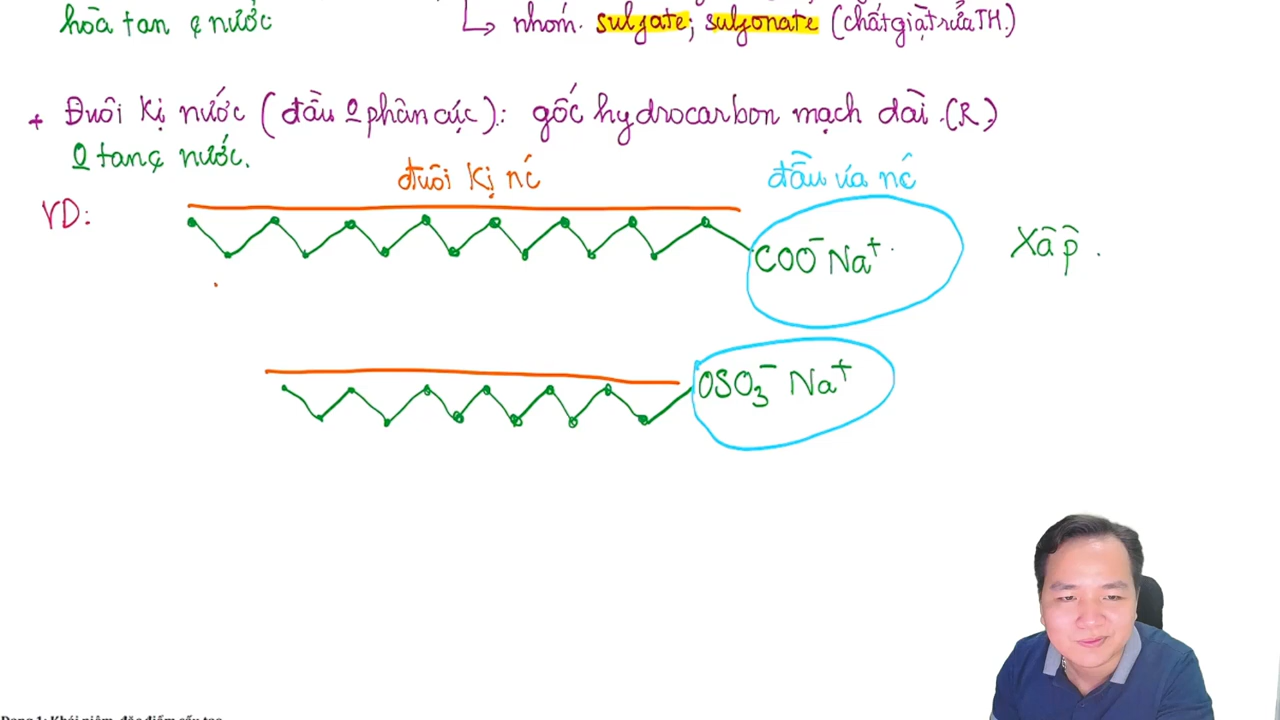 hòa tan ȼ nước
↳ nhóm. sulfate; sulfonate (chất giặt rửa TH.)
+ Đuôi kị nước (đầu ƍ phân cực): gốc hydrocarbon mạch dài .(R)
ƍ tan ȼ nước.
đuôi kị nc´ đầu ưa nc´
VD:
COO⁻Na⁺ Xà p .
OSO₃⁻ Na⁺